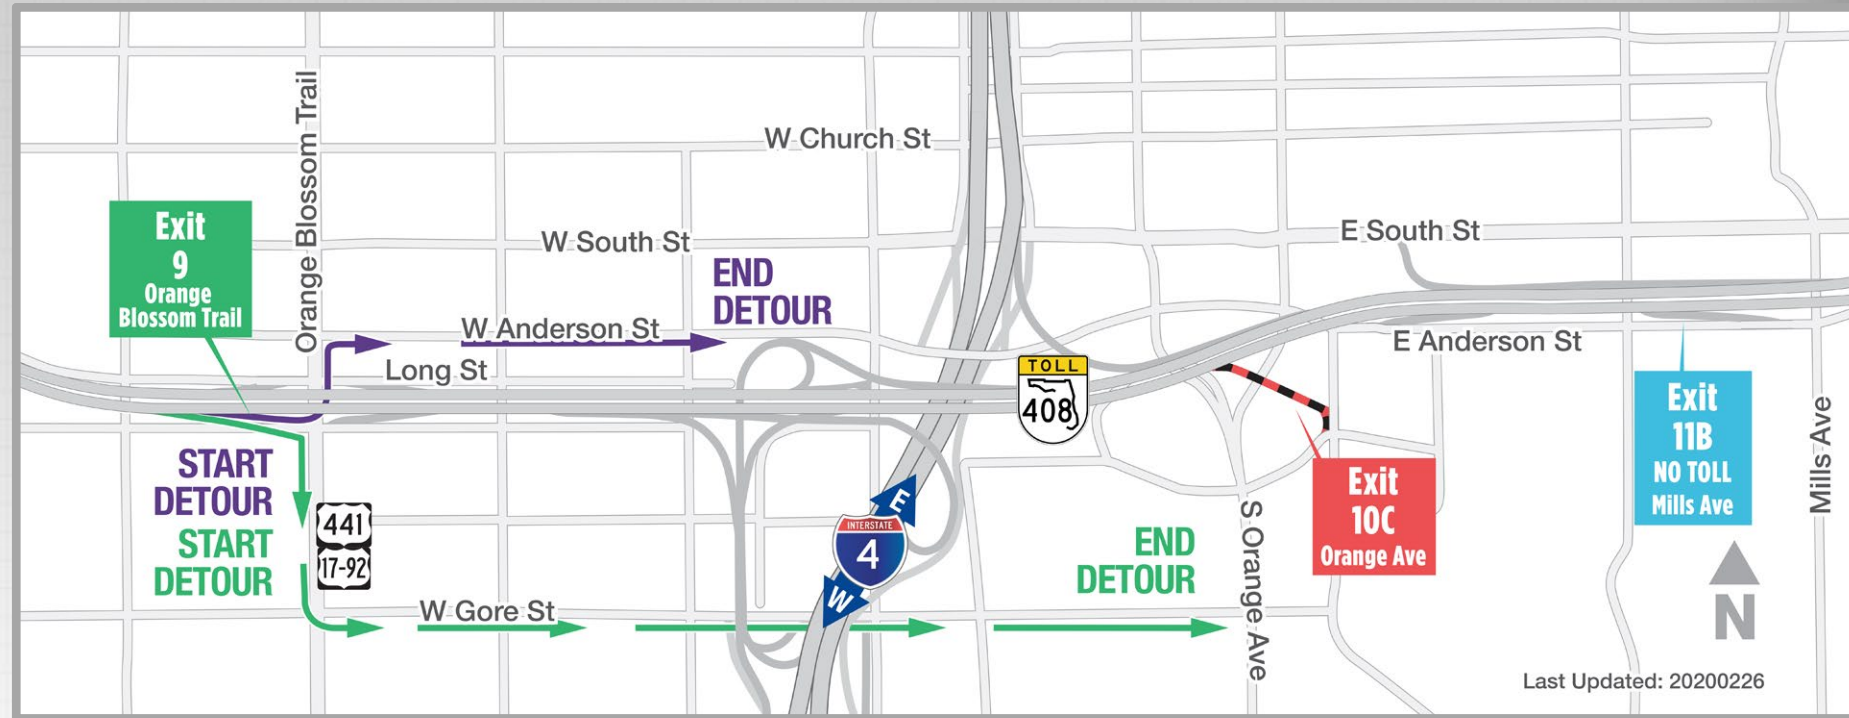 Orange Blossom Trail
W Church St
Exit
9
Orange
Blossom Trail
W South St
E South St
END
DETOUR
W Anderson St
E Anderson St
Long St
TOLL
408
START
DETOUR
START
DETOUR
441
17-92
E
INTERSTATE
4
W
END
DETOUR
W Gore St
S Orange Ave
Exit
10C
Orange Ave
Exit
11B
NO TOLL
Mills Ave
Mills Ave
N
Last Updated: 20200226